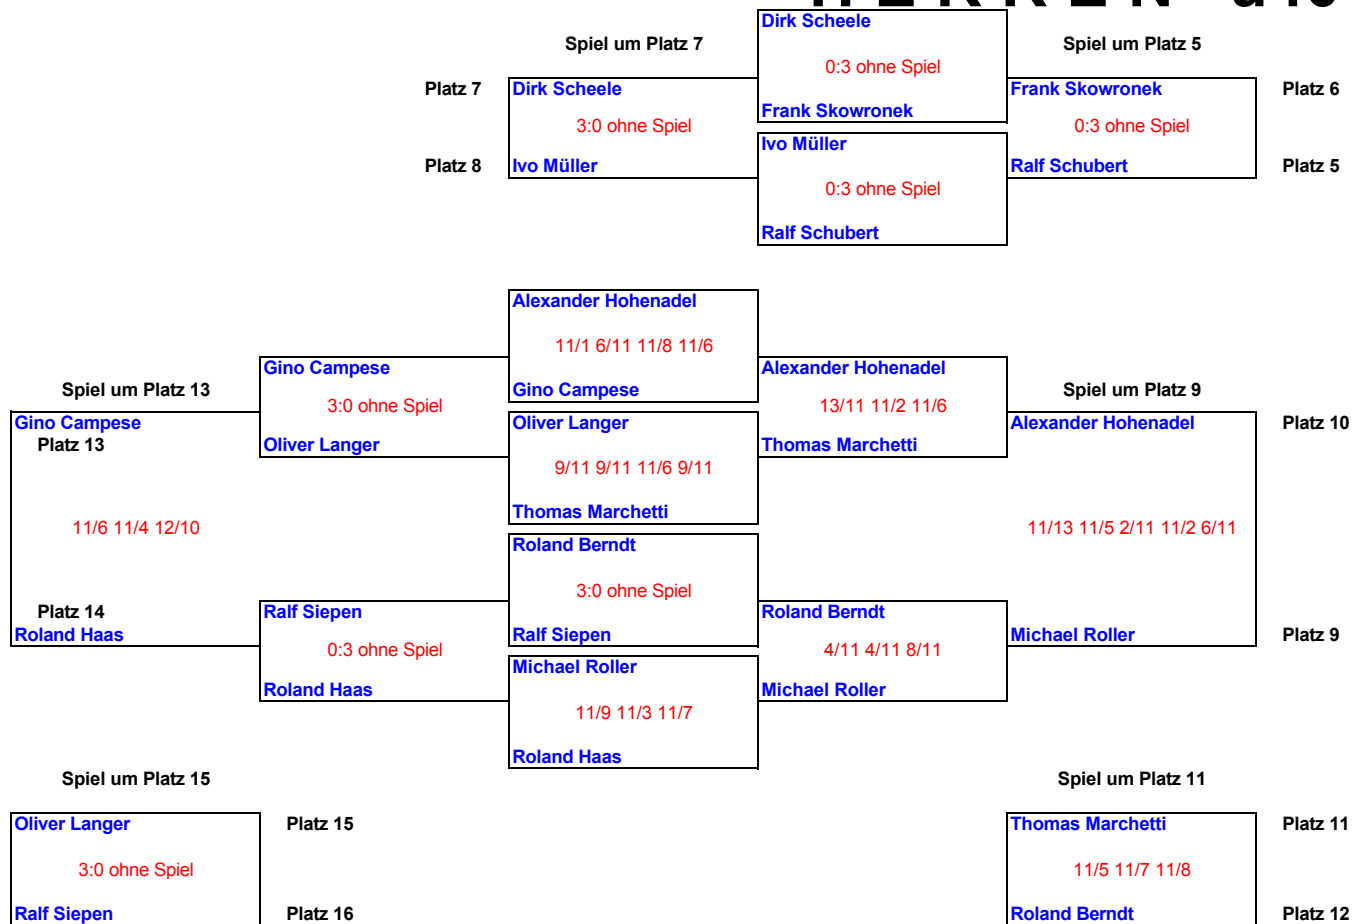 Dirk Scheele
Spiel um Platz 7
Spiel um Platz 5
0:3 ohne Spiel
Platz 7
Dirk Scheele
Frank Skowronek
Platz 6
Frank Skowronek
3:0 ohne Spiel
0:3 ohne Spiel
Ivo Müller
Platz 8
Ivo Müller
Ralf Schubert
Platz 5
0:3 ohne Spiel
Ralf Schubert
Alexander Hohenadel
11/1 6/11 11/8 11/6
Gino Campese
Alexander Hohenadel
Spiel um Platz 13
Gino Campese
Spiel um Platz 9
3:0 ohne Spiel
13/11 11/2 11/6
Gino Campese
Oliver Langer
Alexander Hohenadel
Platz 10
Platz 13
Oliver Langer
Thomas Marchetti
9/11 9/11 11/6 9/11
Thomas Marchetti
11/6 11/4 12/10
11/13 11/5 2/11 11/2 6/11
Roland Berndt
3:0 ohne Spiel
Platz 14
Ralf Siepen
Roland Berndt
Roland Haas
Ralf Siepen
Michael Roller
Platz 9
0:3 ohne Spiel
4/11 4/11 8/11
Michael Roller
Roland Haas
Michael Roller
11/9 11/3 11/7
Roland Haas
Spiel um Platz 15
Spiel um Platz 11
Oliver Langer
Platz 15
Thomas Marchetti
Platz 11
3:0 ohne Spiel
11/5 11/7 11/8
Ralf Siepen
Platz 16
Roland Berndt
Platz 12